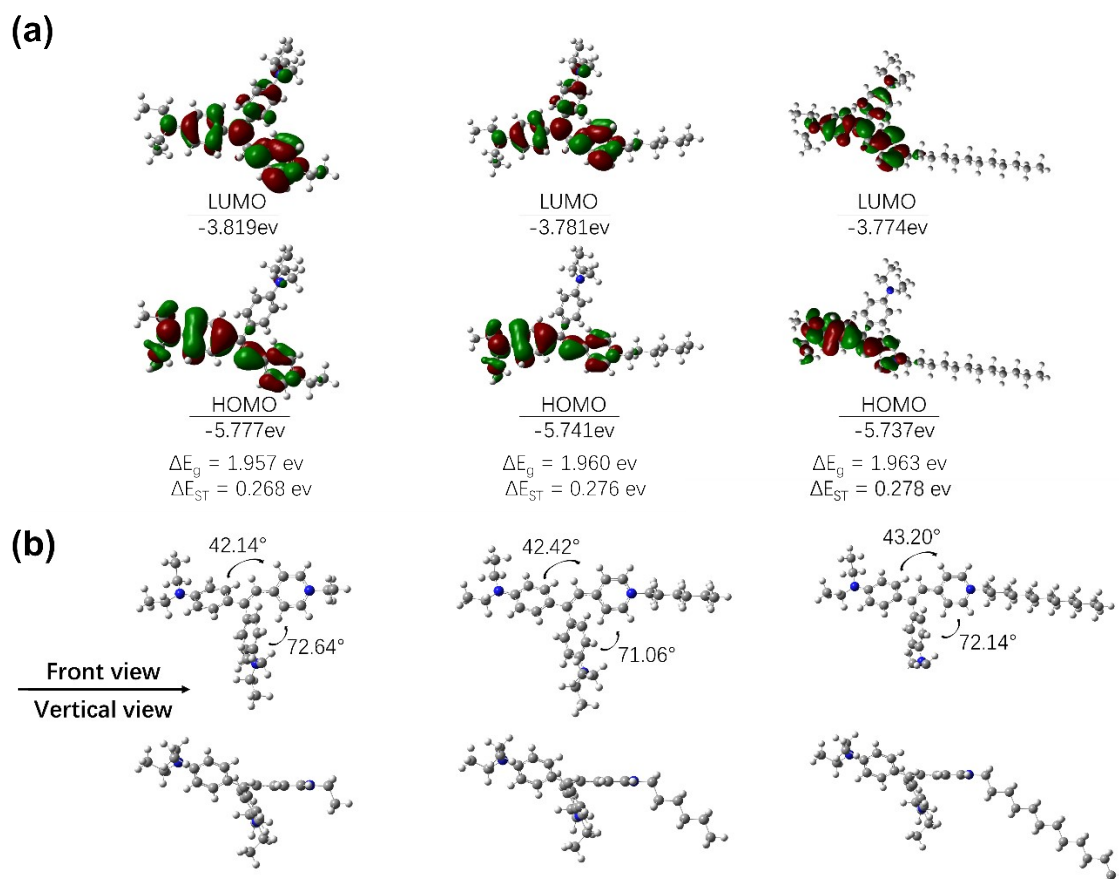 (a)
LUMO LUMO LUMO
-3.819ev -3.781ev -3.774ev
HOMO HOMO HOMO
-5.777ev -5.741ev -5.737ev
ΔEg = 1.957 ev ΔEg = 1.960 ev ΔEg = 1.963 ev
ΔEST = 0.268 ev ΔEST = 0.276 ev ΔEST = 0.278 ev
(b)
42.14° 42.42° 43.20°
72.64° 71.06° 72.14°
Front view
Vertical view